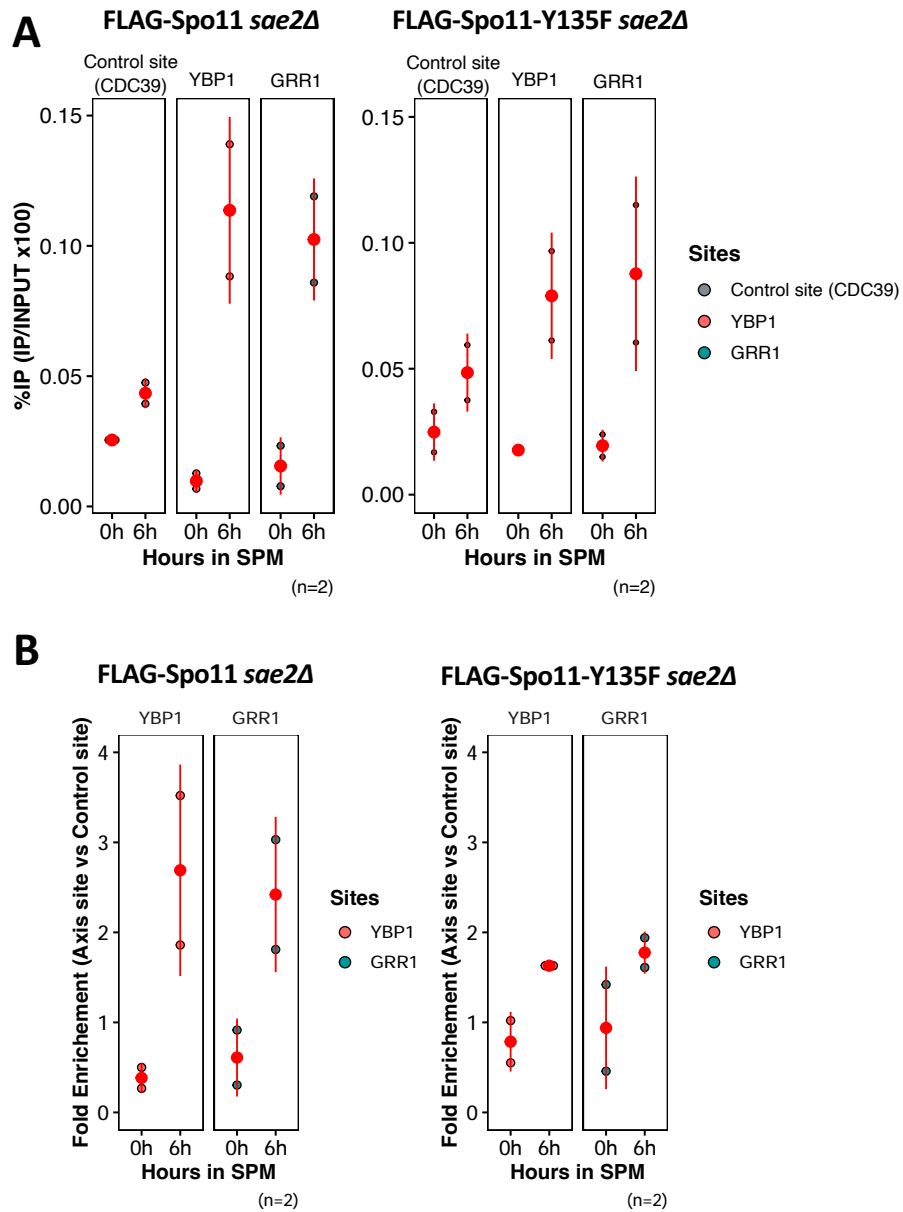 A
FLAG-Spo11 sae2Δ
FLAG-Spo11-Y135F sae2Δ
Control site
(CDC39)
YBP1
GRR1
Control site
(CDC39)
YBP1
GRR1
%IP (IP/INPUT x100)
0.15
0.10
0.05
0.00
0.15
0.10
0.05
0.00
0h 6h
0h 6h
0h 6h
Hours in SPM
(n=2)
0h 6h
0h 6h
0h 6h
Hours in SPM
(n=2)
Sites
Control site (CDC39)
YBP1
GRR1
B
FLAG-Spo11 sae2Δ
FLAG-Spo11-Y135F sae2Δ
YBP1
GRR1
Fold Enrichement (Axis site vs Control site)
4
3
2
1
0
0h 6h
0h 6h
Hours in SPM
(n=2)
Sites
YBP1
GRR1
YBP1
GRR1
Fold Enrichement (Axis site vs Control site)
4
3
2
1
0
0h 6h
0h 6h
Hours in SPM
(n=2)
Sites
YBP1
GRR1